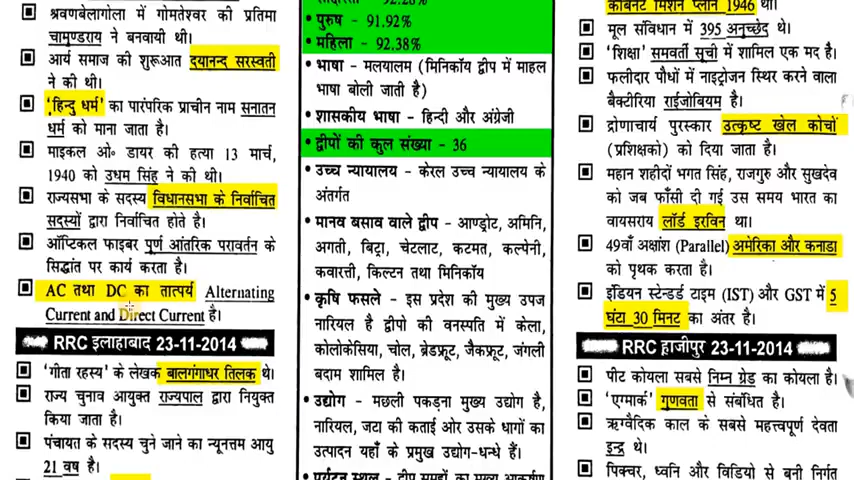 श्रवणबेलागोला में गोमतेश्वर की प्रतिमा
चामुण्डराय ने बनवायी थी।
आर्य समाज की शुरूआत दयानन्द सरस्वती
ने की थी।
'हिन्दु धर्म' का पारंपरिक प्राचीन नाम सनातन
धर्म को माना जाता है।
माइकल ओ॰ डायर की हत्या 13 मार्च,
1940 को उधम सिंह ने की थी।
राज्यसभा के सदस्य विधानसभा के निर्वाचित
सदस्यों द्वारा निर्वाचित होते है।
ऑप्टिकल फाइबर पूर्ण आंतरिक परावर्तन के
सिद्धांत पर कार्य करता है।
AC तथा DC का तात्पर्य Alternating
Current and Direct Current है।
RRC इलाहाबाद 23-11-2014
'गीता रहस्य' के लेखक बालगंगाधर तिलक थे।
राज्य चुनाव आयुक्त राज्यपाल द्वारा नियुक्त
किया जाता है।
पंचायत के सदस्य चुने जाने का न्यूनतम आयु
21 वष है।
• पुरुष - 91.92%
• महिला - 92.38%
• भाषा - मलयालम (मिनिकॉय द्वीप में माहल
भाषा बोली जाती है)
• शासकीय भाषा - हिन्दी और अंग्रेजी
• द्वीपों की कुल संख्या - 36
• उच्च न्यायालय - केरल उच्च न्यायालय के
अंतर्गत
• मानव बसाव वाले द्वीप - आण्ड्रोट, अमिनि,
अगती, बिट्रा, चेटलाट, कटमत, कल्पेनी,
कवारत्ती, किल्टन तथा मिनिकॉय
• कृषि फसले - इस प्रदेश की मुख्य उपज
नारियल है द्वीपो की वनस्पति में केला,
कोलोकेसिया, चोल, ब्रेडफ्रूट, जैकफ्रूट, जंगली
बदाम शामिल है।
• उद्योग - मछली पकड़ना मुख्य उद्योग है,
नारियल, जटा की कताई ओर उसके धागों का
उत्पादन यहाँ के प्रमुख उद्योग-धन्धे हैं।
• पर्यटन स्थल - द्वीप समूहों का मुख्य आकर्षण
कैबिनेट मिशन प्लान 1946 था।
मूल संविधान में 395 अनुच्छेद थे।
'शिक्षा' समवर्ती सूची में शामिल एक मद है।
फलीदार पौधों में नाइट्रोजन स्थिर करने वाला
बैक्टीरिया राईजोबियम है।
द्रोणाचार्य पुरस्कार उत्कृष्ट खेल कोचों
(प्रशिक्षको) को दिया जाता है।
महान शहीदों भगत सिंह, राजगुरु और सुखदेव
को जब फाँसी दी गई उस समय भारत का
वायसराय लॉर्ड इरविन था।
49वाँ अक्षांश (Parallel) अमेरिका और कनाडा
को पृथक करता है।
इंडियन स्टेन्डर्ड टाइम (IST) और GST में 5
घंटा 30 मिनट का अंतर है।
RRC हाजीपुर 23-11-2014
पीट कोयला सबसे निम्न ग्रेड का कोयला है।
'एगमार्क' गुणवता से संबंधित है।
ऋग्वैदिक काल के सबसे महत्त्वपूर्ण देवता
इन्द्र थे।
पिक्चर, ध्वनि और विडियो से बनी निर्गत